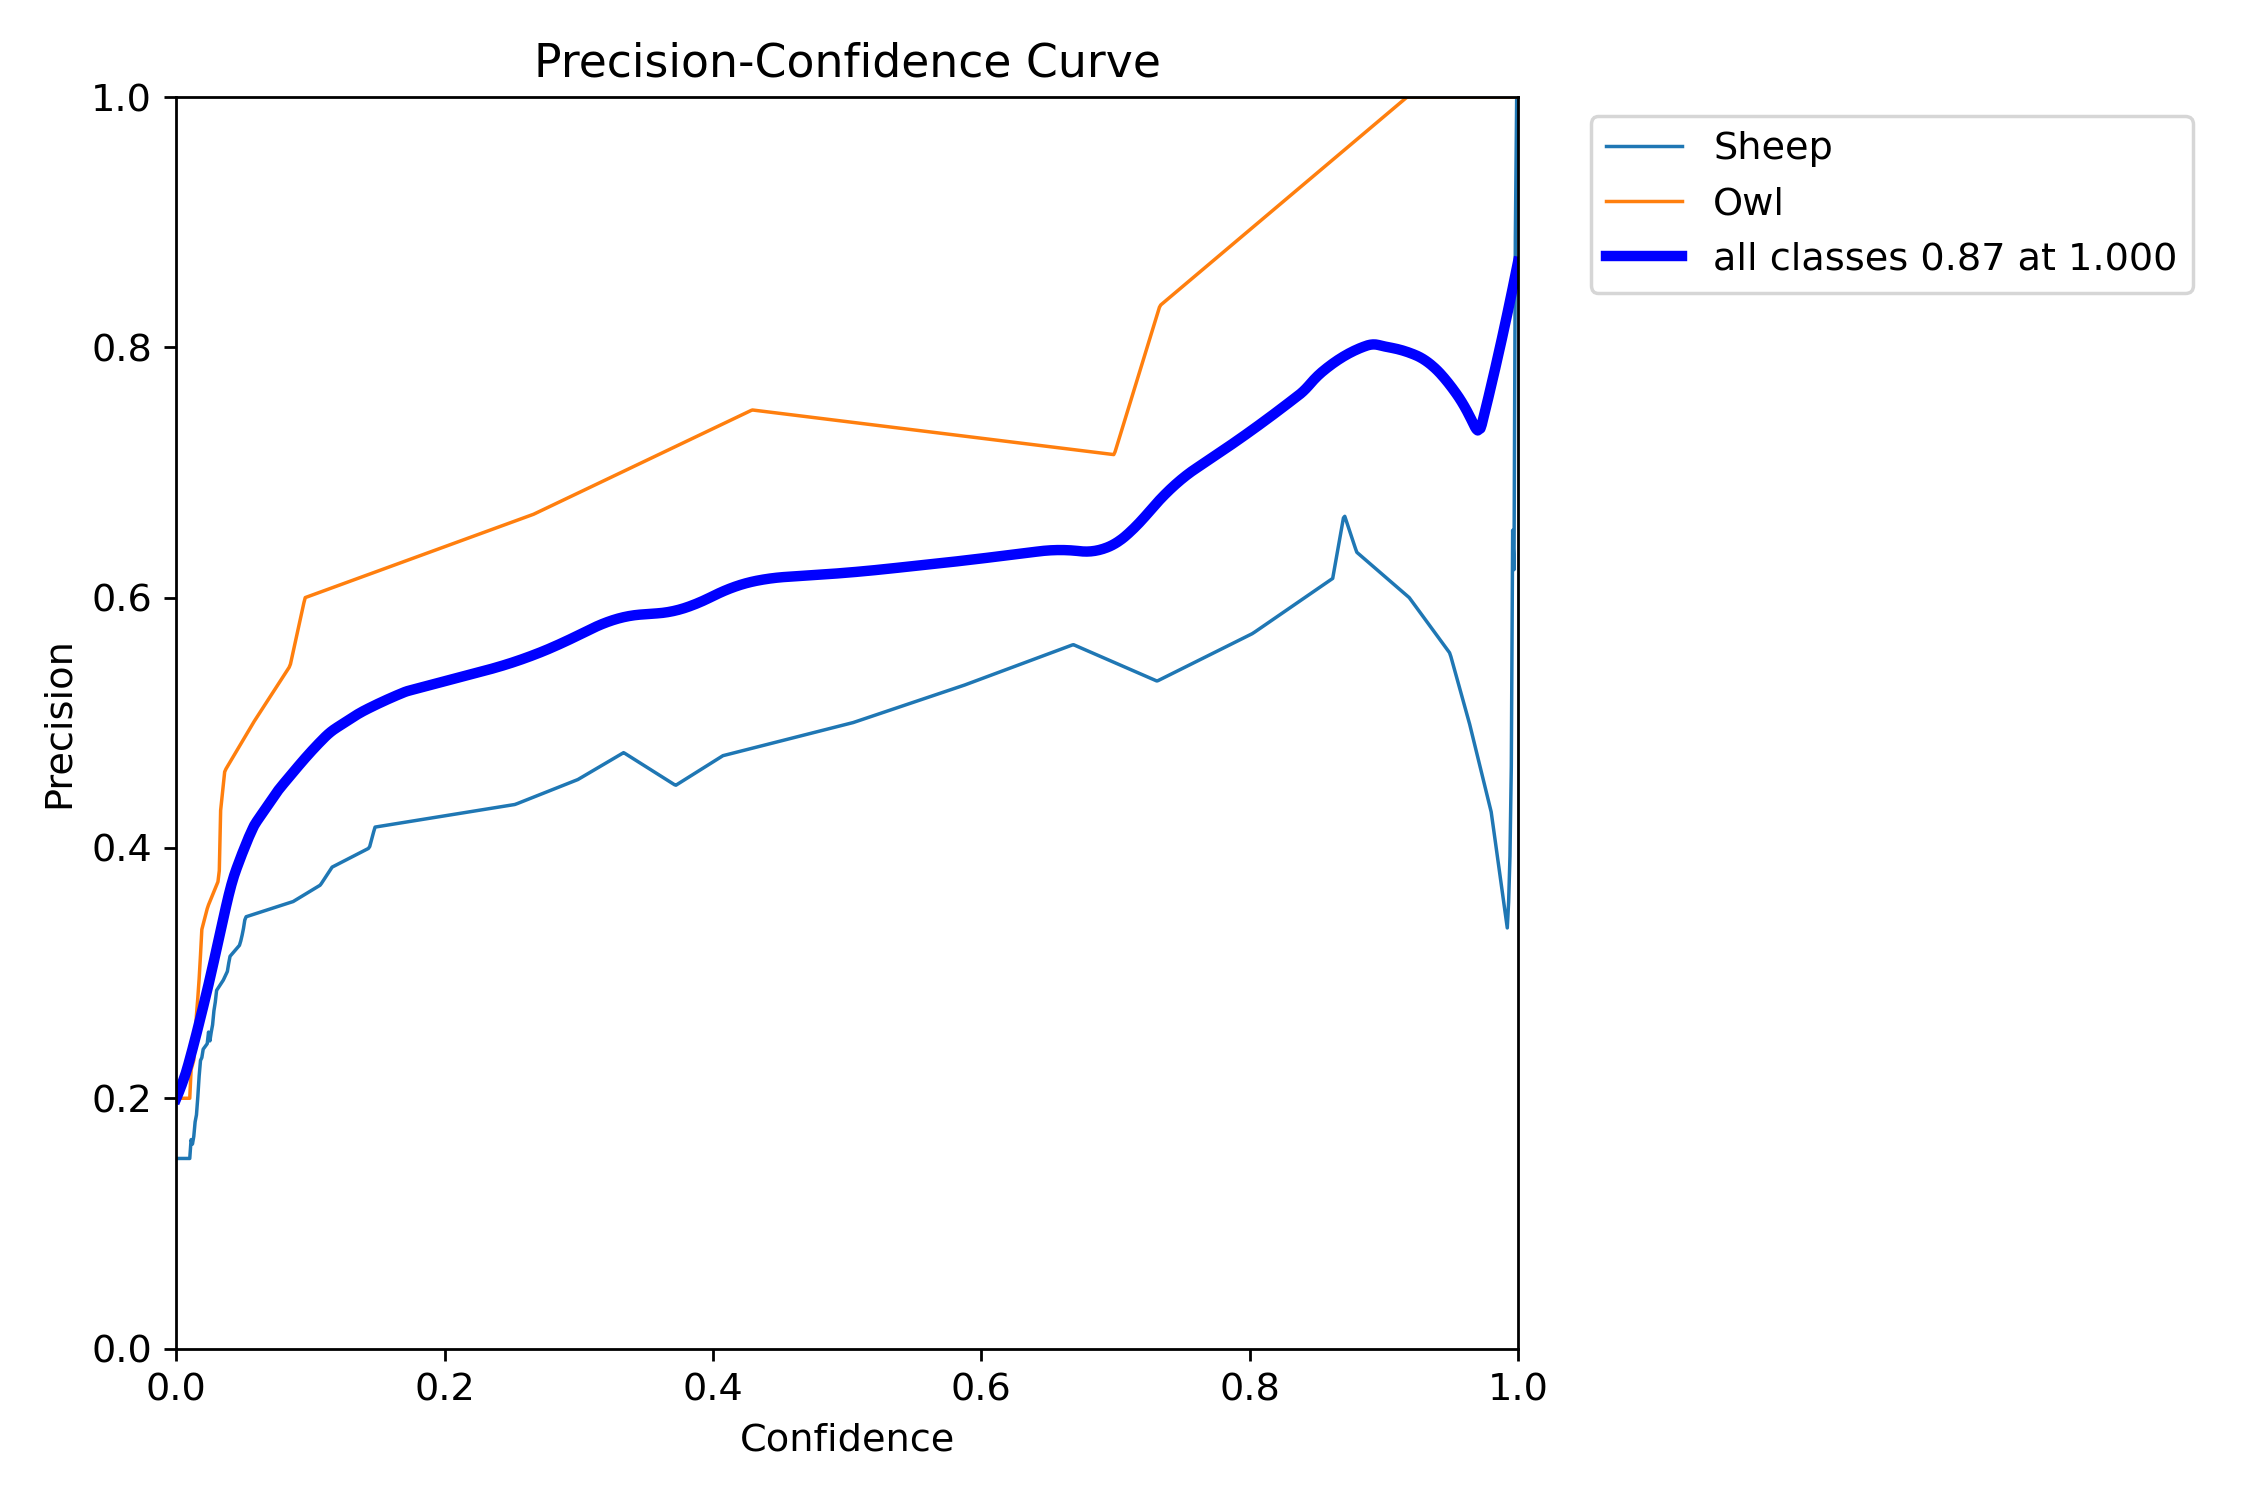 Precision-Confidence Curve
1.0
0.8
0.6
0.4
0.2
0.0
Precision
0.0 0.2 0.4 0.6 0.8 1.0
Confidence
Sheep
Owl
all classes 0.87 at 1.000